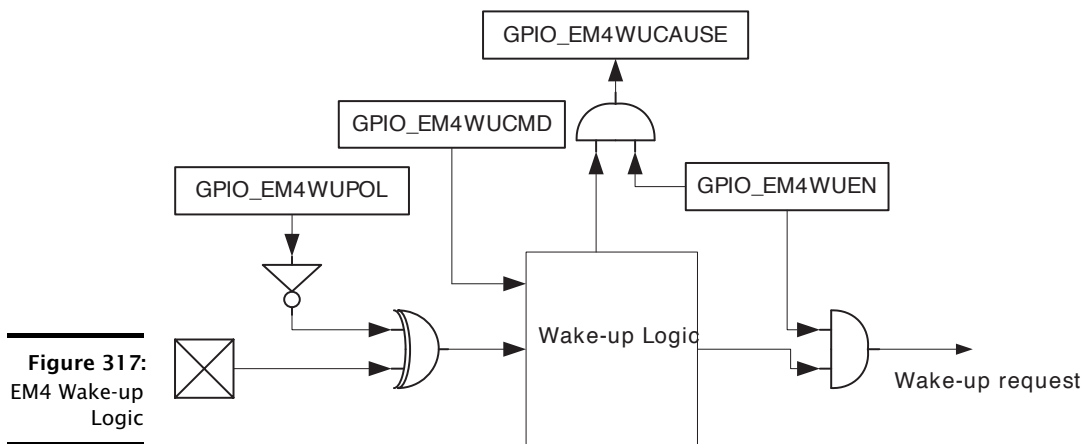 GPIO_EM4WUCAUSE
GPIO_EM4WUCMD
GPIO_EM4WUPOL
GPIO_EM4WUEN
Wake-up Logic
Wake-up request
Figure 317:
EM4 Wake-up
Logic